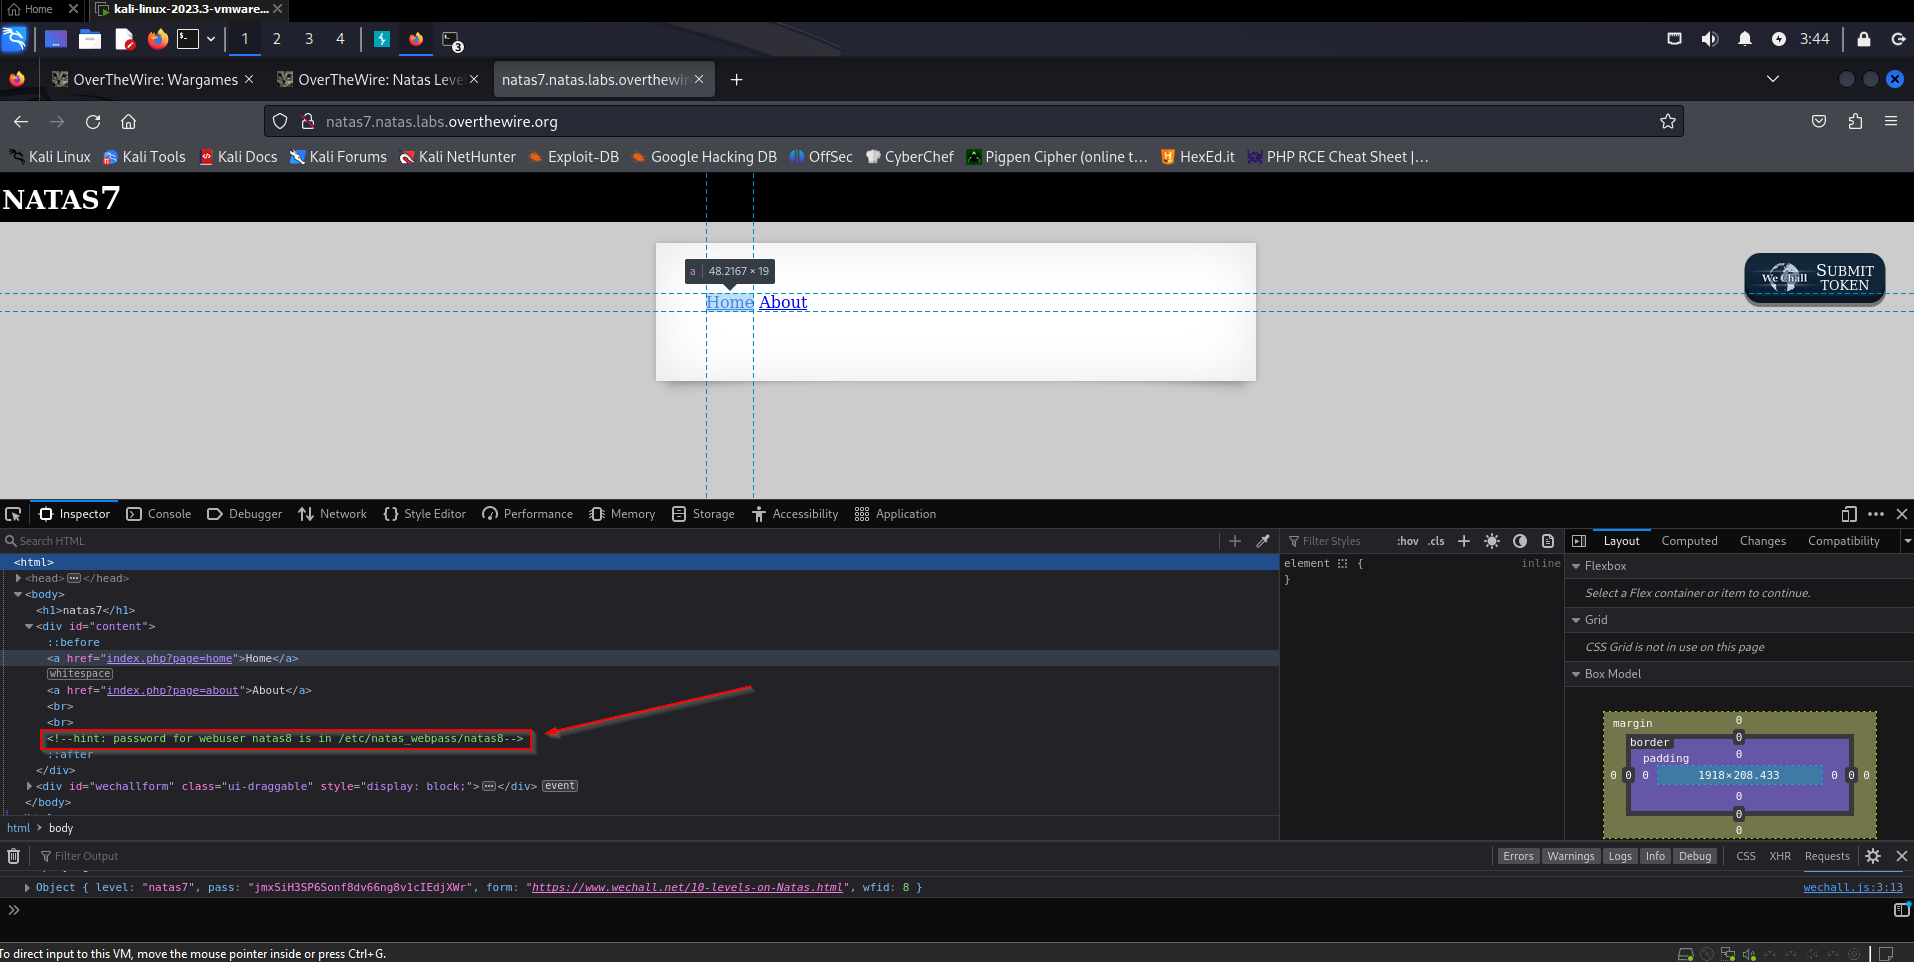 Home
kali-linux-2023.3-vmware...
1 2 3 4
3
3:44
OverTheWire: Wargames
OverTheWire: Natas Leve
natas7.natas.labs.overthewir
natas7.natas.labs.overthewire.org
Kali Linux Kali Tools Kali Docs Kali Forums Kali NetHunter Exploit-DB Google Hacking DB OffSec CyberChef Pigpen Cipher (online t... HexEd.it PHP RCE Cheat Sheet |...
NATAS7
a 48.2167 × 19
Home About
We Chall SUBMIT
TOKEN
Inspector Console Debugger Network Style Editor Performance Memory Storage Accessibility Application
Search HTML
<html>
<head> </head>
<body>
<h1>natas7</h1>
<div id="content">
::before
<a href="index.php?page=home">Home</a>
whitespace
<a href="index.php?page=about">About</a>
<br>
<br>
<!--hint: password for webuser natas8 is in /etc/natas_webpass/natas8-->
::after
</div>
<div id="wechallform" class="ui-draggable" style="display: block;"> </div> event
</body>
html > body
Filter Styles :hov .cls
element { inline
}
Layout Computed Changes Compatibility
Flexbox
Select a Flex container or item to continue.
Grid
CSS Grid is not in use on this page
Box Model
margin 0
border 0
padding 0
0 0 0 1918×208.433 0 0 0
0
0
0
Filter Output
Errors Warnings Logs Info Debug CSS XHR Requests
Object { level: "natas7", pass: "jmxSiH3SP6Sonf8dv66ng8v1cIEdjXWr", form: "https://www.wechall.net/10-levels-on-Natas.html", wfid: 8 }
wechall.js:3:13
To direct input to this VM, move the mouse pointer inside or press Ctrl+G.